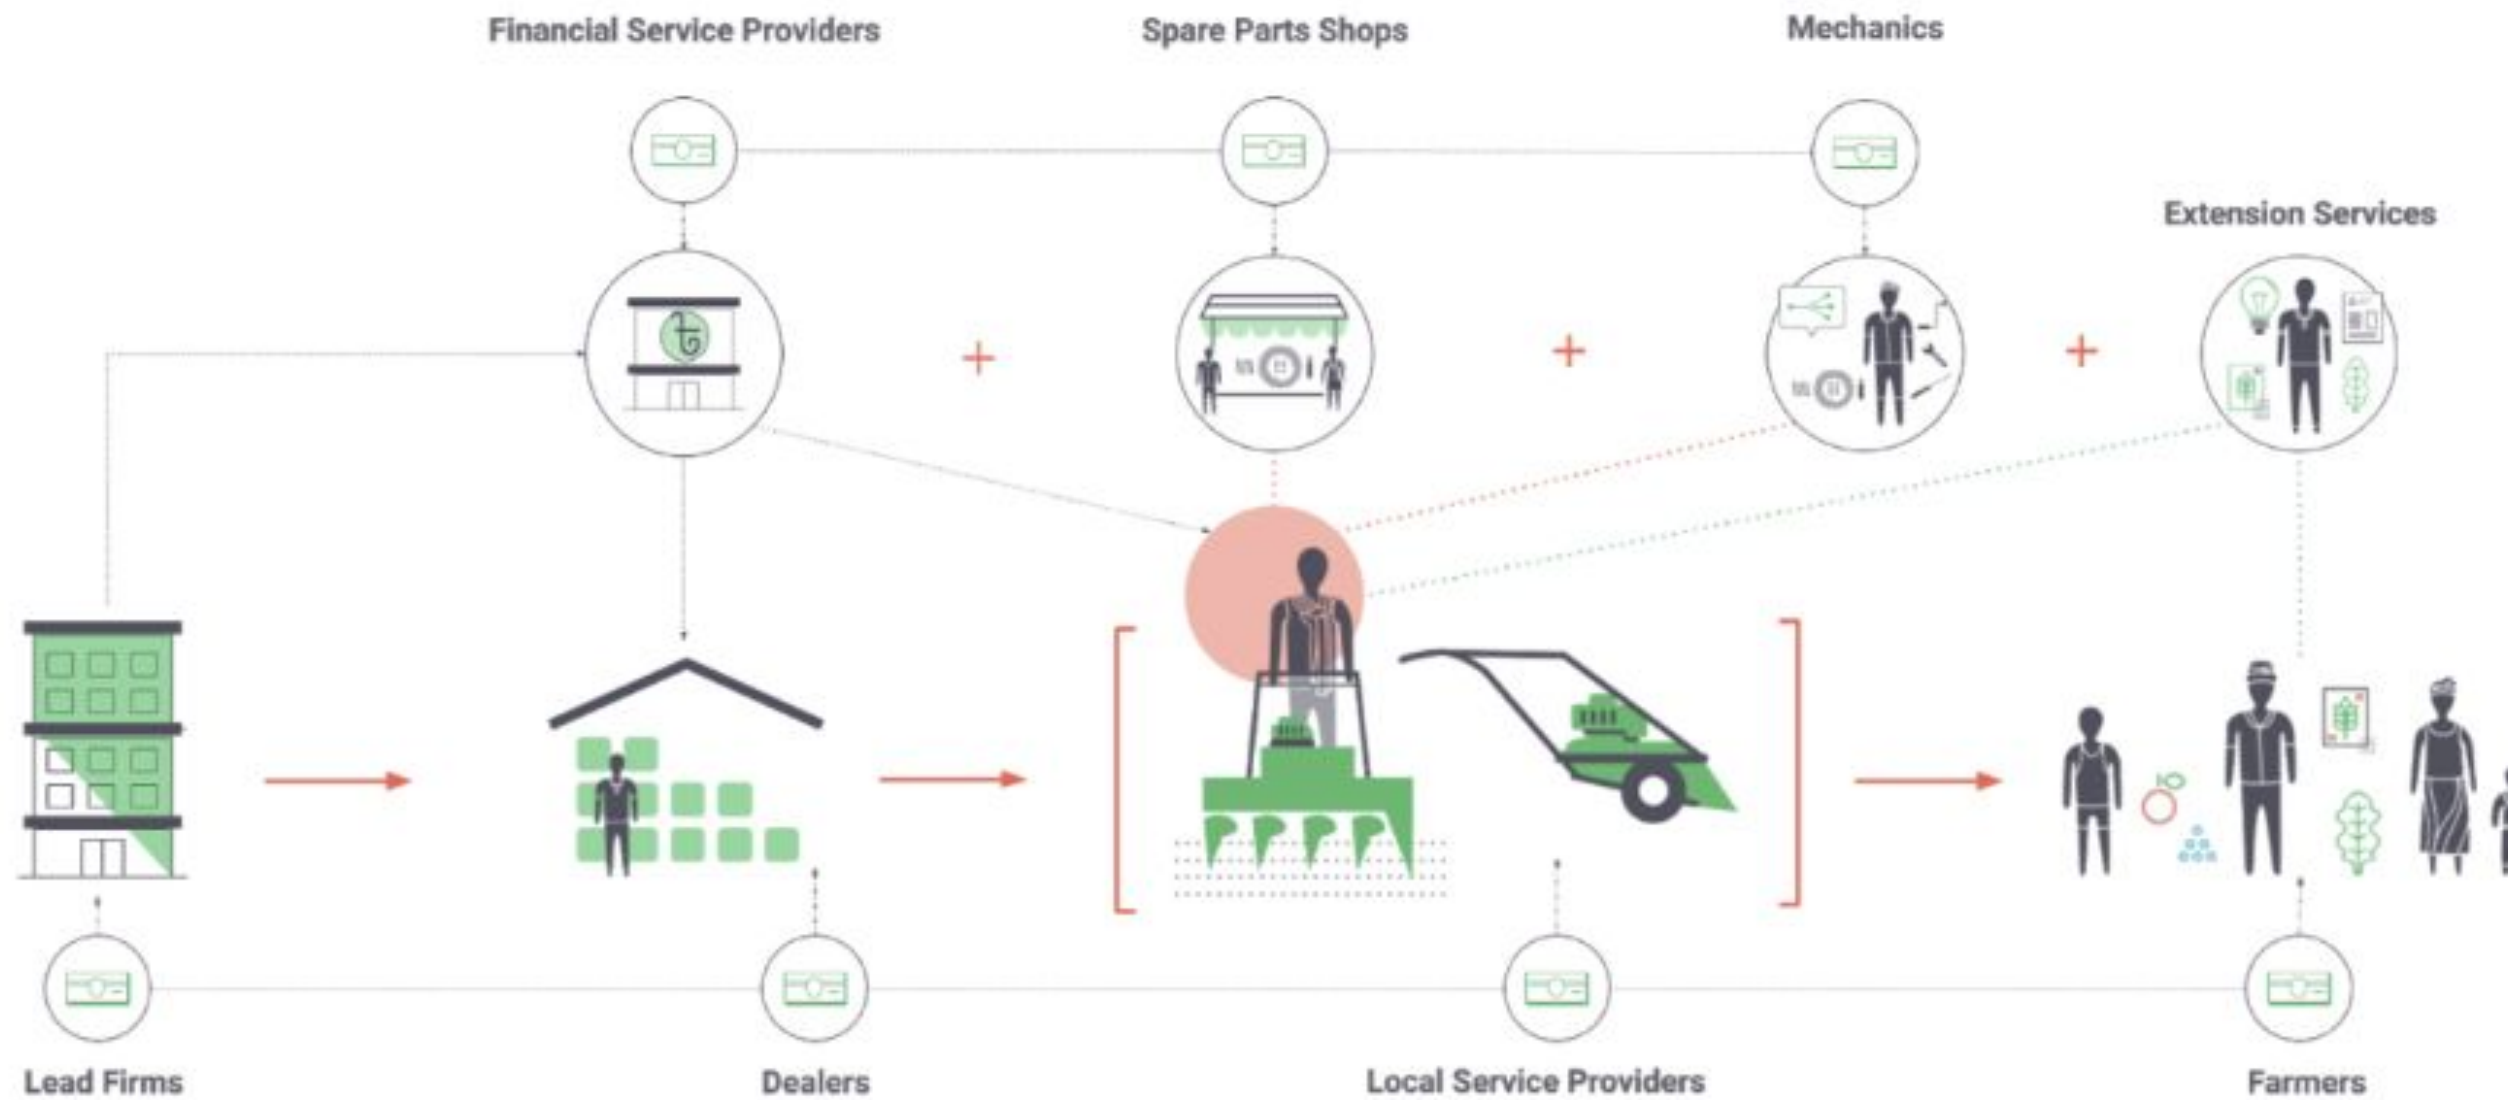 Financial Service Providers
Spare Parts Shops
Mechanics
Extension Services
৳
Lead Firms
Dealers
Local Service Providers
Farmers